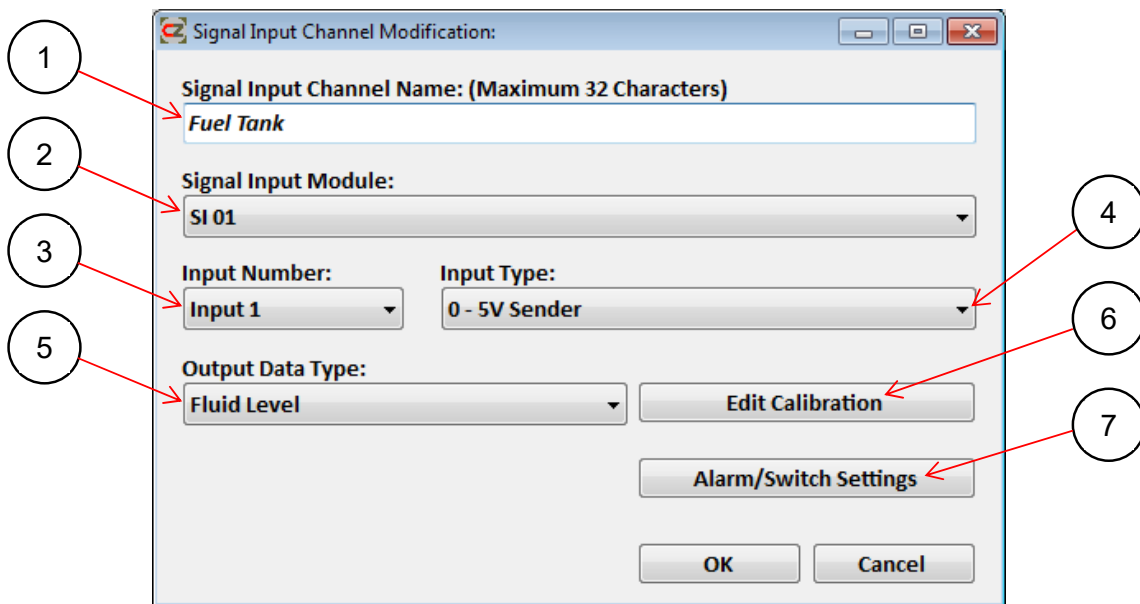 CZ Signal Input Channel Modification:
1
Signal Input Channel Name: (Maximum 32 Characters)
Fuel Tank
2
Signal Input Module:
SI 01
3
4
Input Number: Input Type:
Input 1 0 - 5V Sender
5
6
Output Data Type:
Fluid Level Edit Calibration
7
Alarm/Switch Settings
OK Cancel